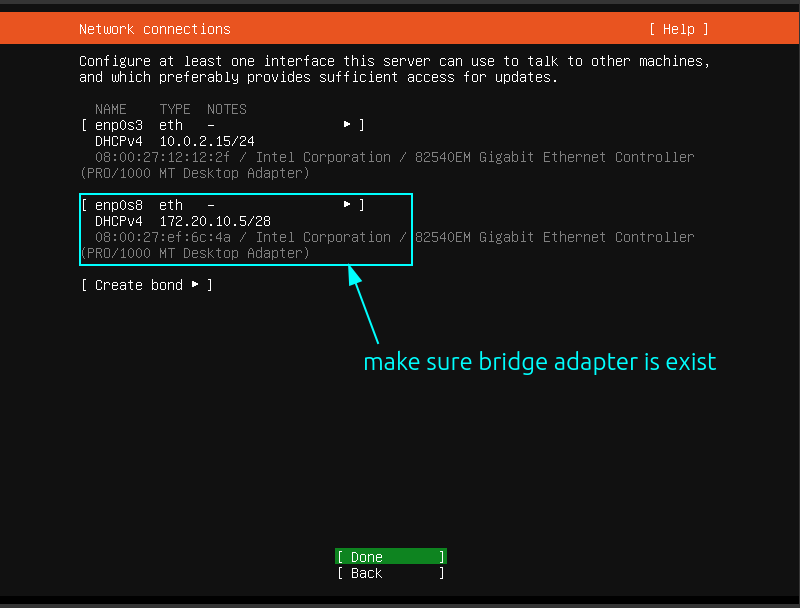 Network connections [ Help ]
Configure at least one interface this server can use to talk to other machines,
and which preferably provides sufficient access for updates.
NAME TYPE NOTES
[ enp0s3 eth - ▸ ]
DHCPv4 10.0.2.15/24
08:00:27:12:12:2f / Intel Corporation / 82540EM Gigabit Ethernet Controller
(PRO/1000 MT Desktop Adapter)
[ enp0s8 eth - ▸ ]
DHCPv4 172.20.10.5/28
08:00:27:ef:6c:4a / Intel Corporation / 82540EM Gigabit Ethernet Controller
(PRO/1000 MT Desktop Adapter)
[ Create bond ▸ ]
make sure bridge adapter is exist
[ Done ]
[ Back ]